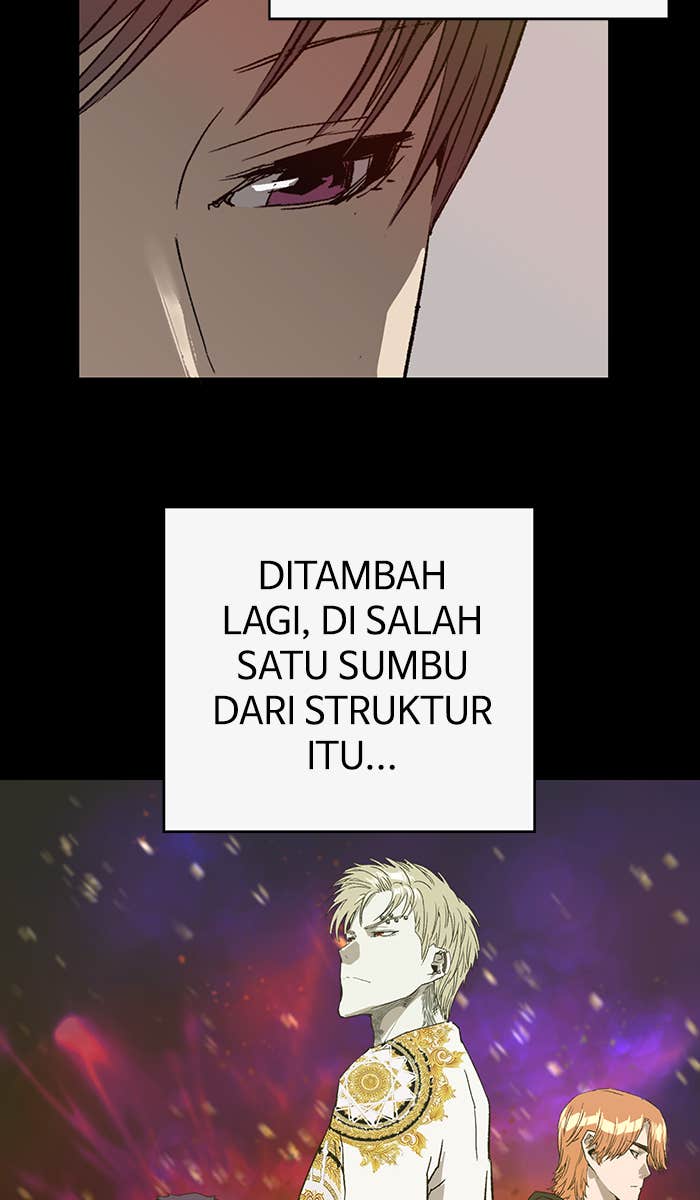 DITAMBAH
LAGI, DI SALAH
SATU SUMBU
DARI STRUKTUR
ITU...